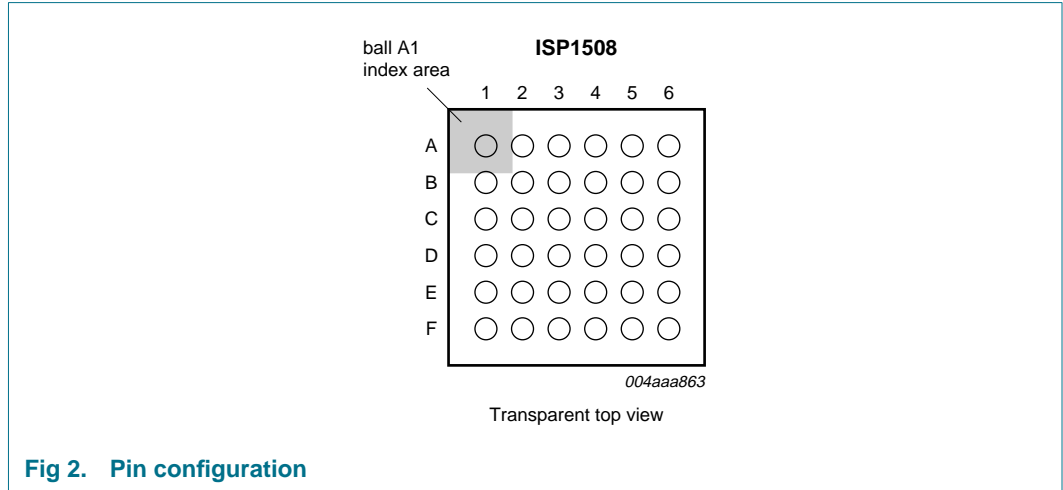 ball A1
index area
ISP1508
1 2 3 4 5 6
A
B
C
D
E
F
004aaa863
Transparent top view
Fig 2. Pin configuration